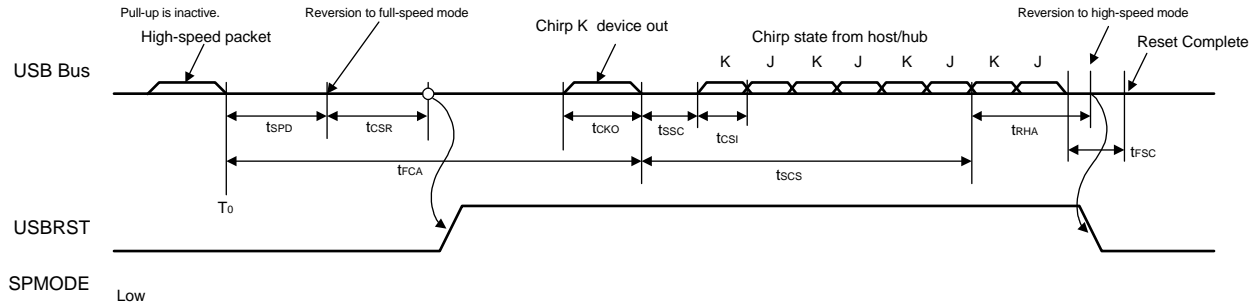 Pull-up is inactive.
Reversion to full-speed mode
Reversion to high-speed mode
High-speed packet
Chirp K device out
Chirp state from host/hub
Reset Complete
USB Bus
K J K J K J K J
tSPD
tCSR
tCKO
tSSC
tCSI
tRHA
tFSC
tFCA
tSCS
T0
USBRST
SPMODE
Low